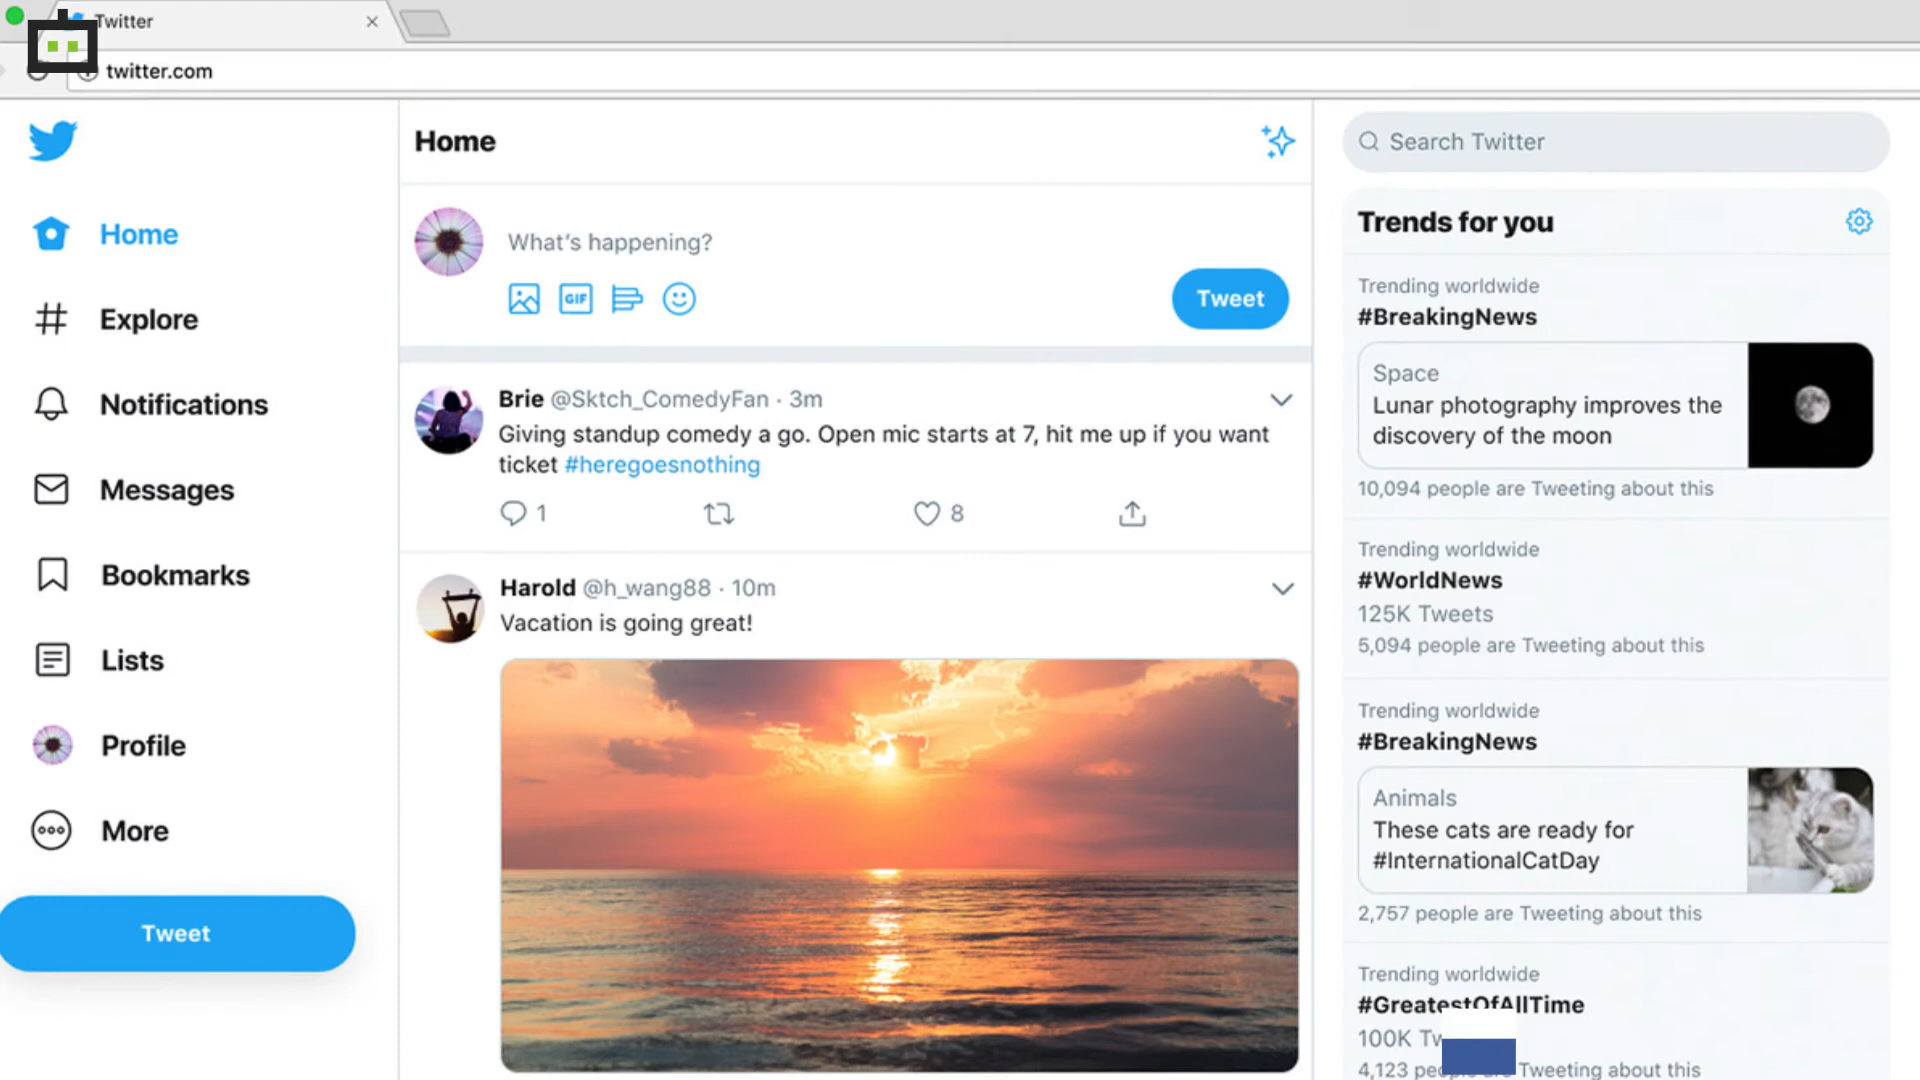 Twitter
twitter.com
Home
Explore
Notifications
Messages
Bookmarks
Lists
Profile
More
Tweet
Home
What's happening?
GIF
Tweet
Brie @Sktch_ComedyFan · 3m
Giving standup comedy a go. Open mic starts at 7, hit me up if you want
ticket #heregoesnothing
1
8
Harold @h_wang88 · 10m
Vacation is going great!
Search Twitter
Trends for you
Trending worldwide
#BreakingNews
Space
Lunar photography improves the
discovery of the moon
10,094 people are Tweeting about this
Trending worldwide
#WorldNews
125K Tweets
5,094 people are Tweeting about this
Trending worldwide
#BreakingNews
Animals
These cats are ready for
#InternationalCatDay
2,757 people are Tweeting about this
Trending worldwide
#GreatestOfAllTime
100K
4,123 Tweeting about this